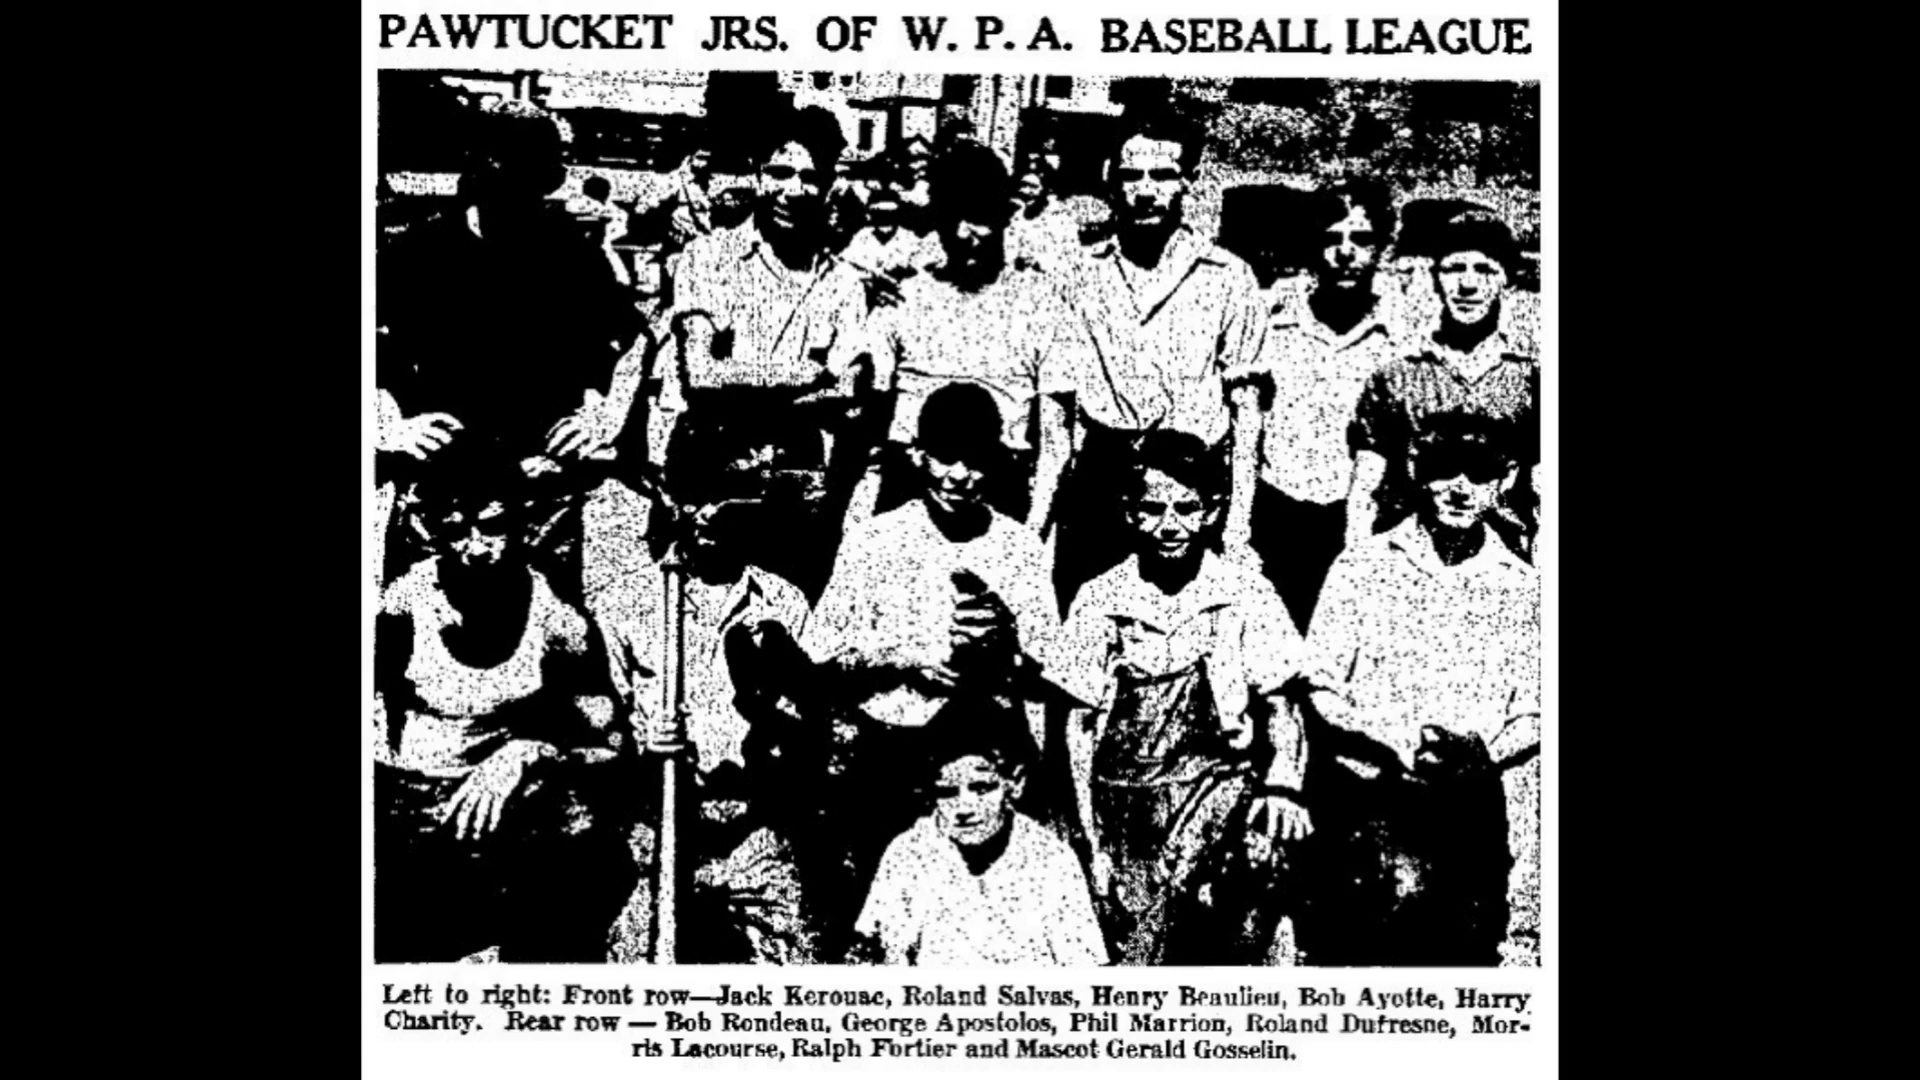 PAWTUCKET JRS. OF W. P. A. BASEBALL LEAGUE
Left to right: Front row—Jack Kerouac, Roland Salvas, Henry Beaulieu, Bob Ayotte, Harry
Charity. Rear row — Bob Rondeau, George Apostolos, Phil Marrion, Roland Dufresne, Mor-
ris Lacourse, Ralph Fortier and Mascot Gerald Gosselin.